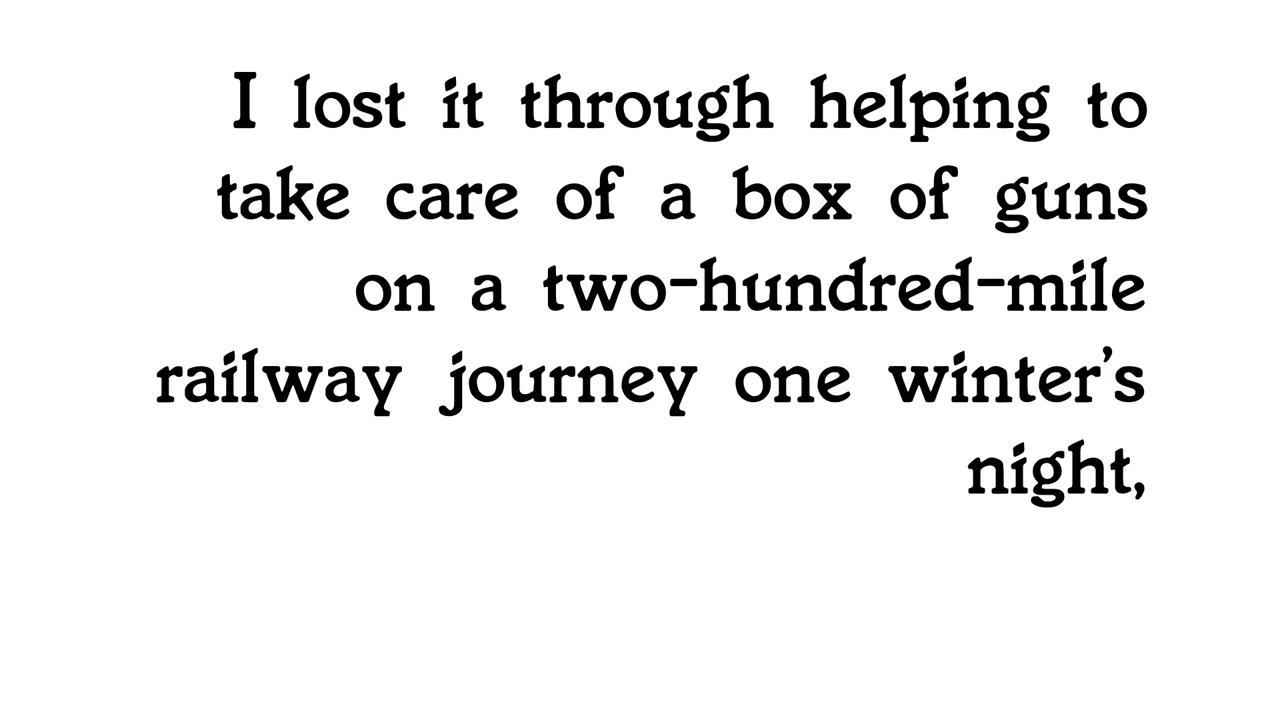 I lost it through helping to
take care of a box of guns
on a two-hundred-mile
railway journey one winter's
night,